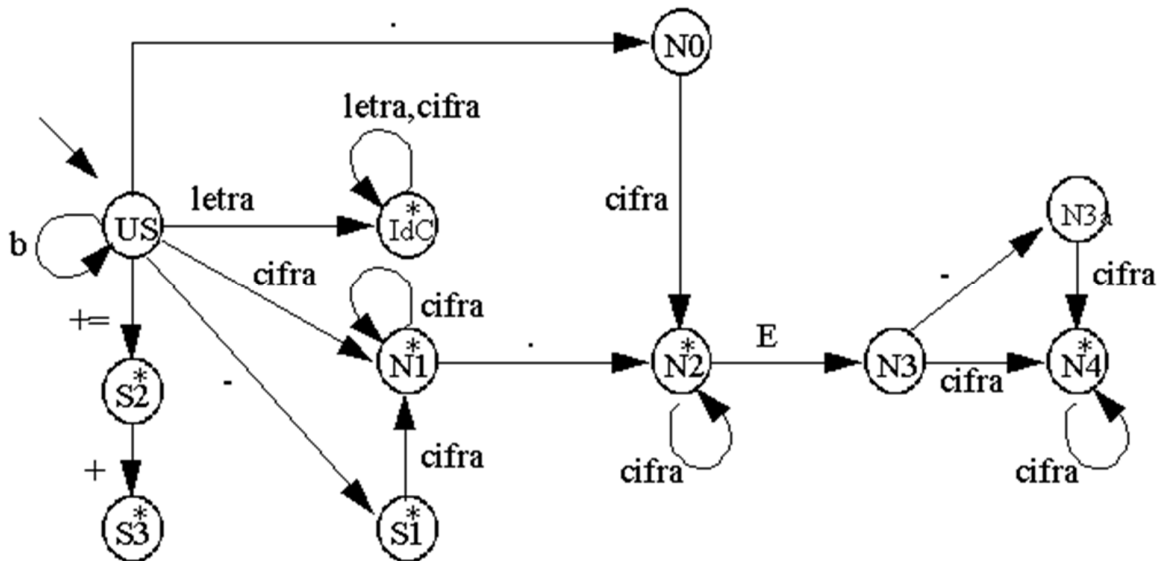 .
N0
letra,cifra
letra
*
IdC
cifra
N3a
US
b
-
cifra
cifra
cifra
+=
*
N1
.
*
N2
E
N3
cifra
*
N4
*
S2
-
+
cifra
cifra
cifra
*
S3
*
S1